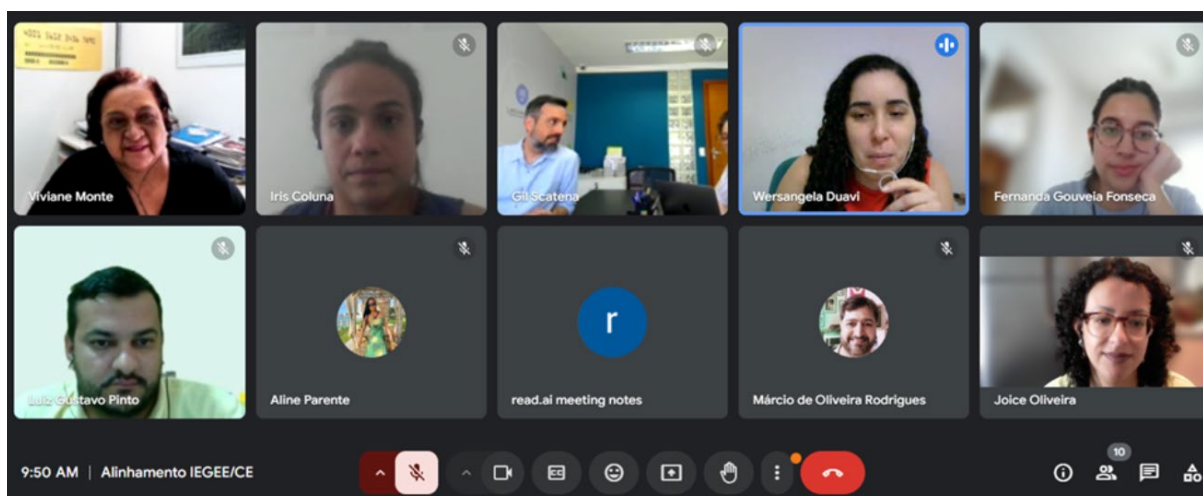 Viviane Monte
Iris Coluna
Gil Scatena
Wersangela Duavi
Fernanda Gouveia Fonseca
Luiz Gustavo Pinto
Aline Parente
r
read.ai meeting notes
Márcio de Oliveira Rodrigues
Joice Oliveira
10
9:50 AM | Alinhamento IEGEE/CE
CC